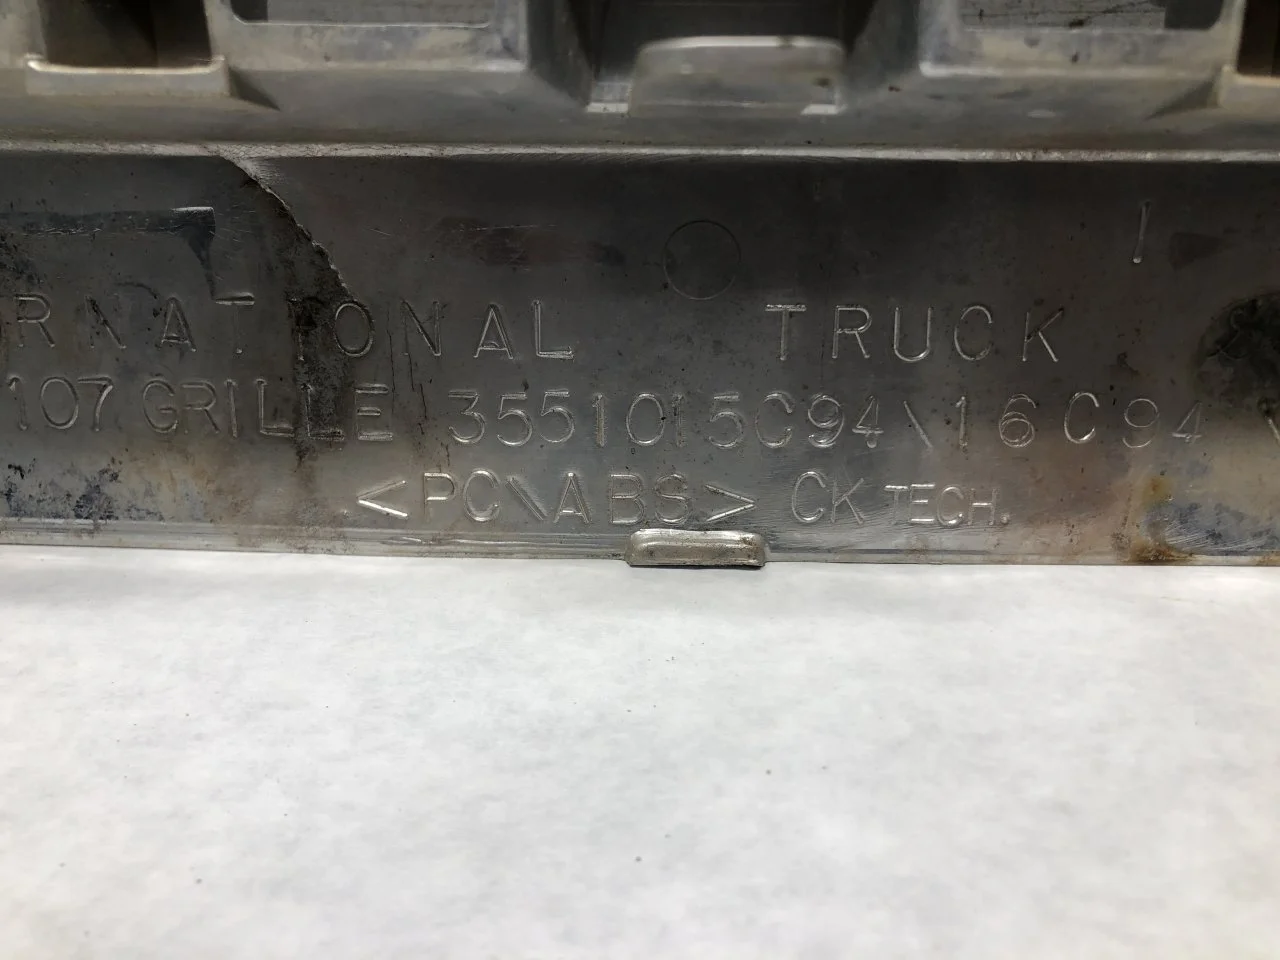 RNATIONAL TRUCK
107 GRILLE 3551015C94\16C94
<PC\ABS> CK TECH.